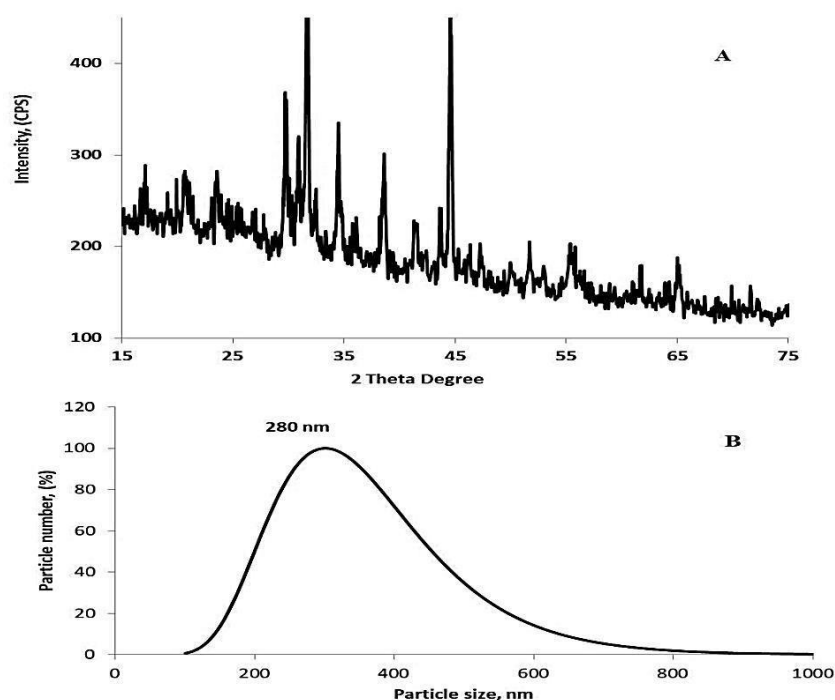 A
Intensity, (CPS)
400
300
200
100
15 25 35 45 55 65 75
2 Theta Degree
B
280 nm
Particle number, (%)
120
100
80
60
40
20
0
0 200 400 600 800 1000
Particle size, nm